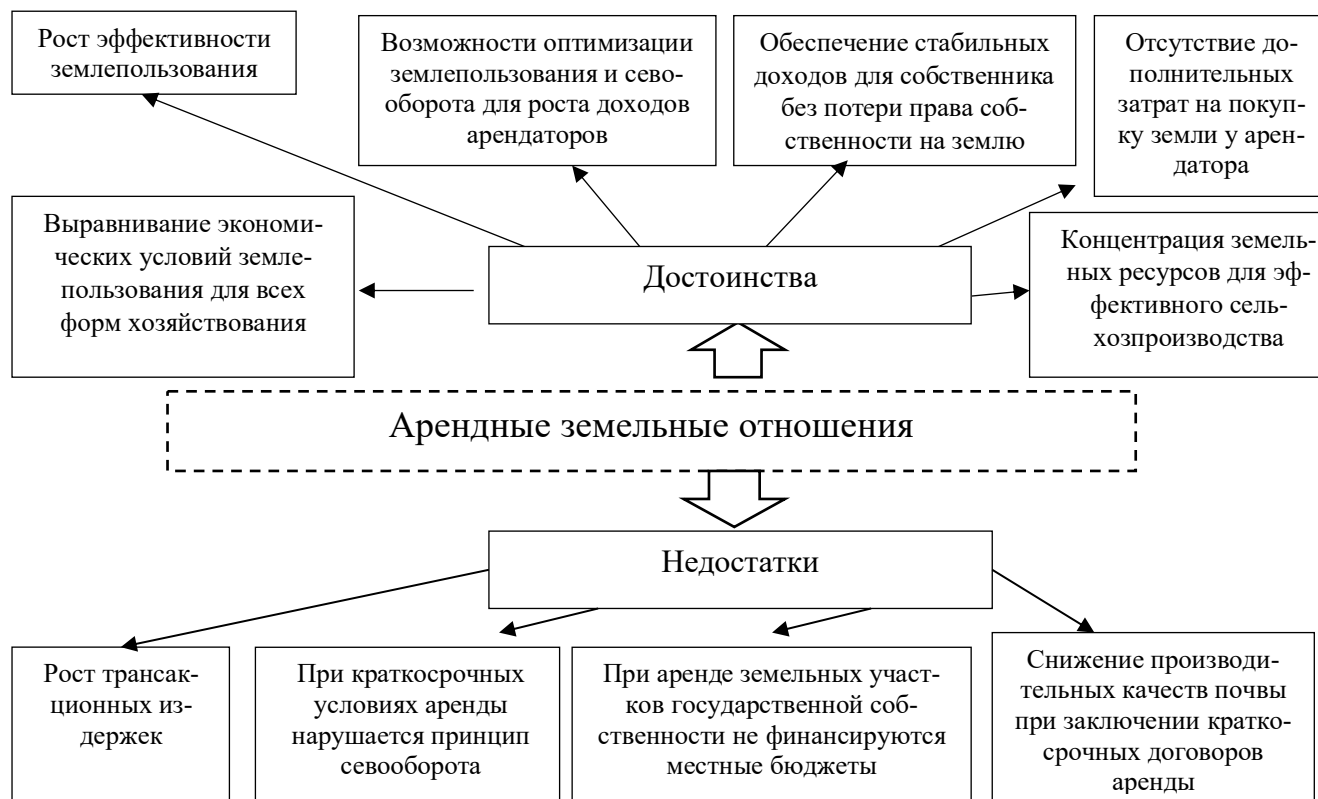 Рост эффективности
землепользования
Возможности оптимизации
землепользования и сево-
оборота для роста доходов
арендаторов
Обеспечение стабильных
доходов для собственника
без потери права соб-
ственности на землю
Отсутствие до-
полнительных
затрат на покуп-
ку земли у арен-
датора
Выравнивание экономи-
ческих условий земле-
пользования для всех
форм хозяйствования
Достоинства
Концентрация земель-
ных ресурсов для эф-
фективного сель-
хозпроизводства
Арендные земельные отношения
Недостатки
Рост трансак-
ционных из-
держек
При краткосрочных
условиях аренды
нарушается принцип
севооборота
При аренде земельных участ-
ков государственной соб-
ственности не финансируются
местные бюджеты
Снижение производи-
тельных качеств почвы
при заключении кратко-
срочных договоров
аренды